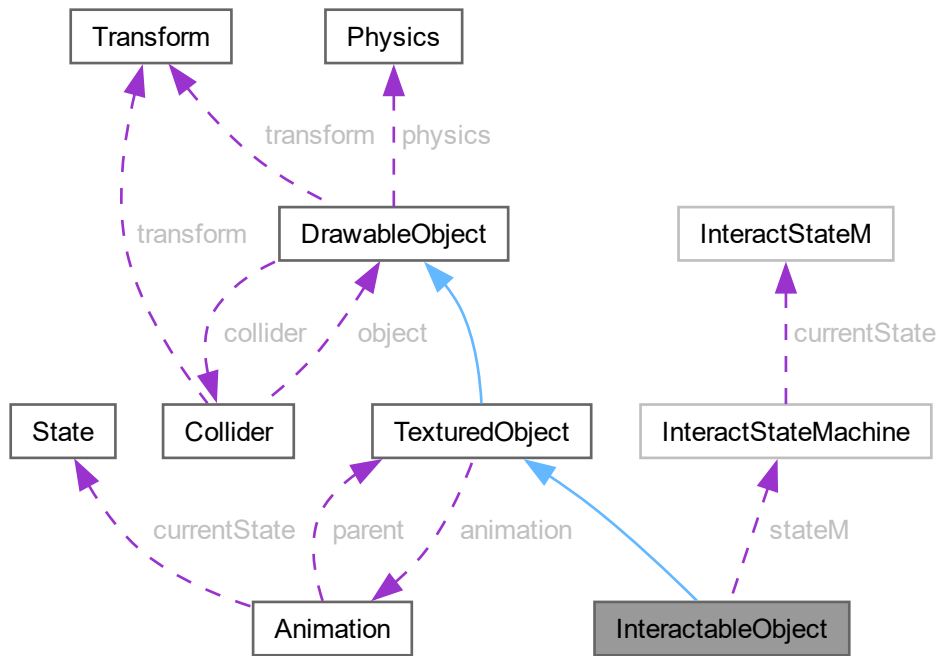 Transform
Physics
transform
physics
transform
DrawableObject
InteractStateM
collider
object
currentState
State
Collider
TexturedObject
InteractStateMachine
currentState
parent
animation
stateM
Animation
InteractableObject